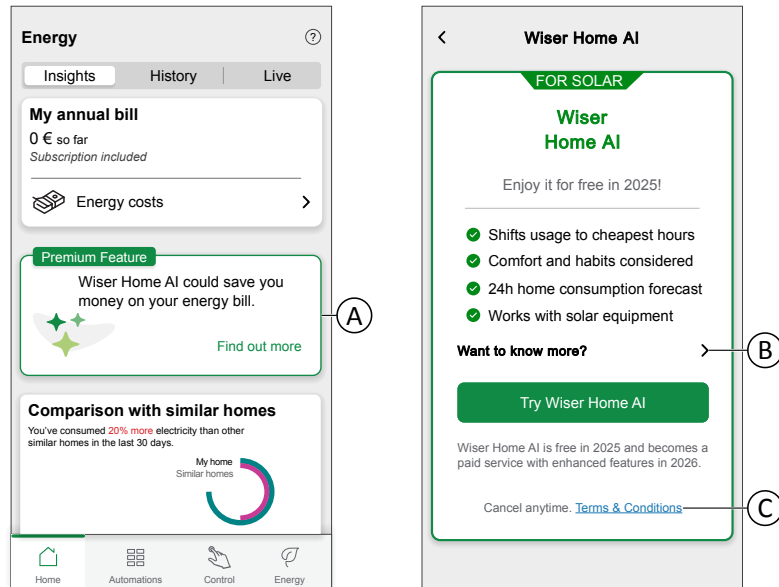 Energy
?
Insights
History
Live
My annual bill
0 € so far
Subscription included
Energy costs
Premium Feature
Wiser Home AI could save you
money on your energy bill.
Find out more
A
Comparison with similar homes
You've consumed 20% more electricity than other
similar homes in the last 30 days.
My home
Similar homes
Home
Automations
Control
Energy
Wiser Home AI
FOR SOLAR
Wiser
Home AI
Enjoy it for free in 2025!
Shifts usage to cheapest hours
Comfort and habits considered
24h home consumption forecast
Works with solar equipment
Want to know more?
B
Try Wiser Home AI
Wiser Home AI is free in 2025 and becomes a
paid service with enhanced features in 2026.
Cancel anytime. Terms & Conditions
C